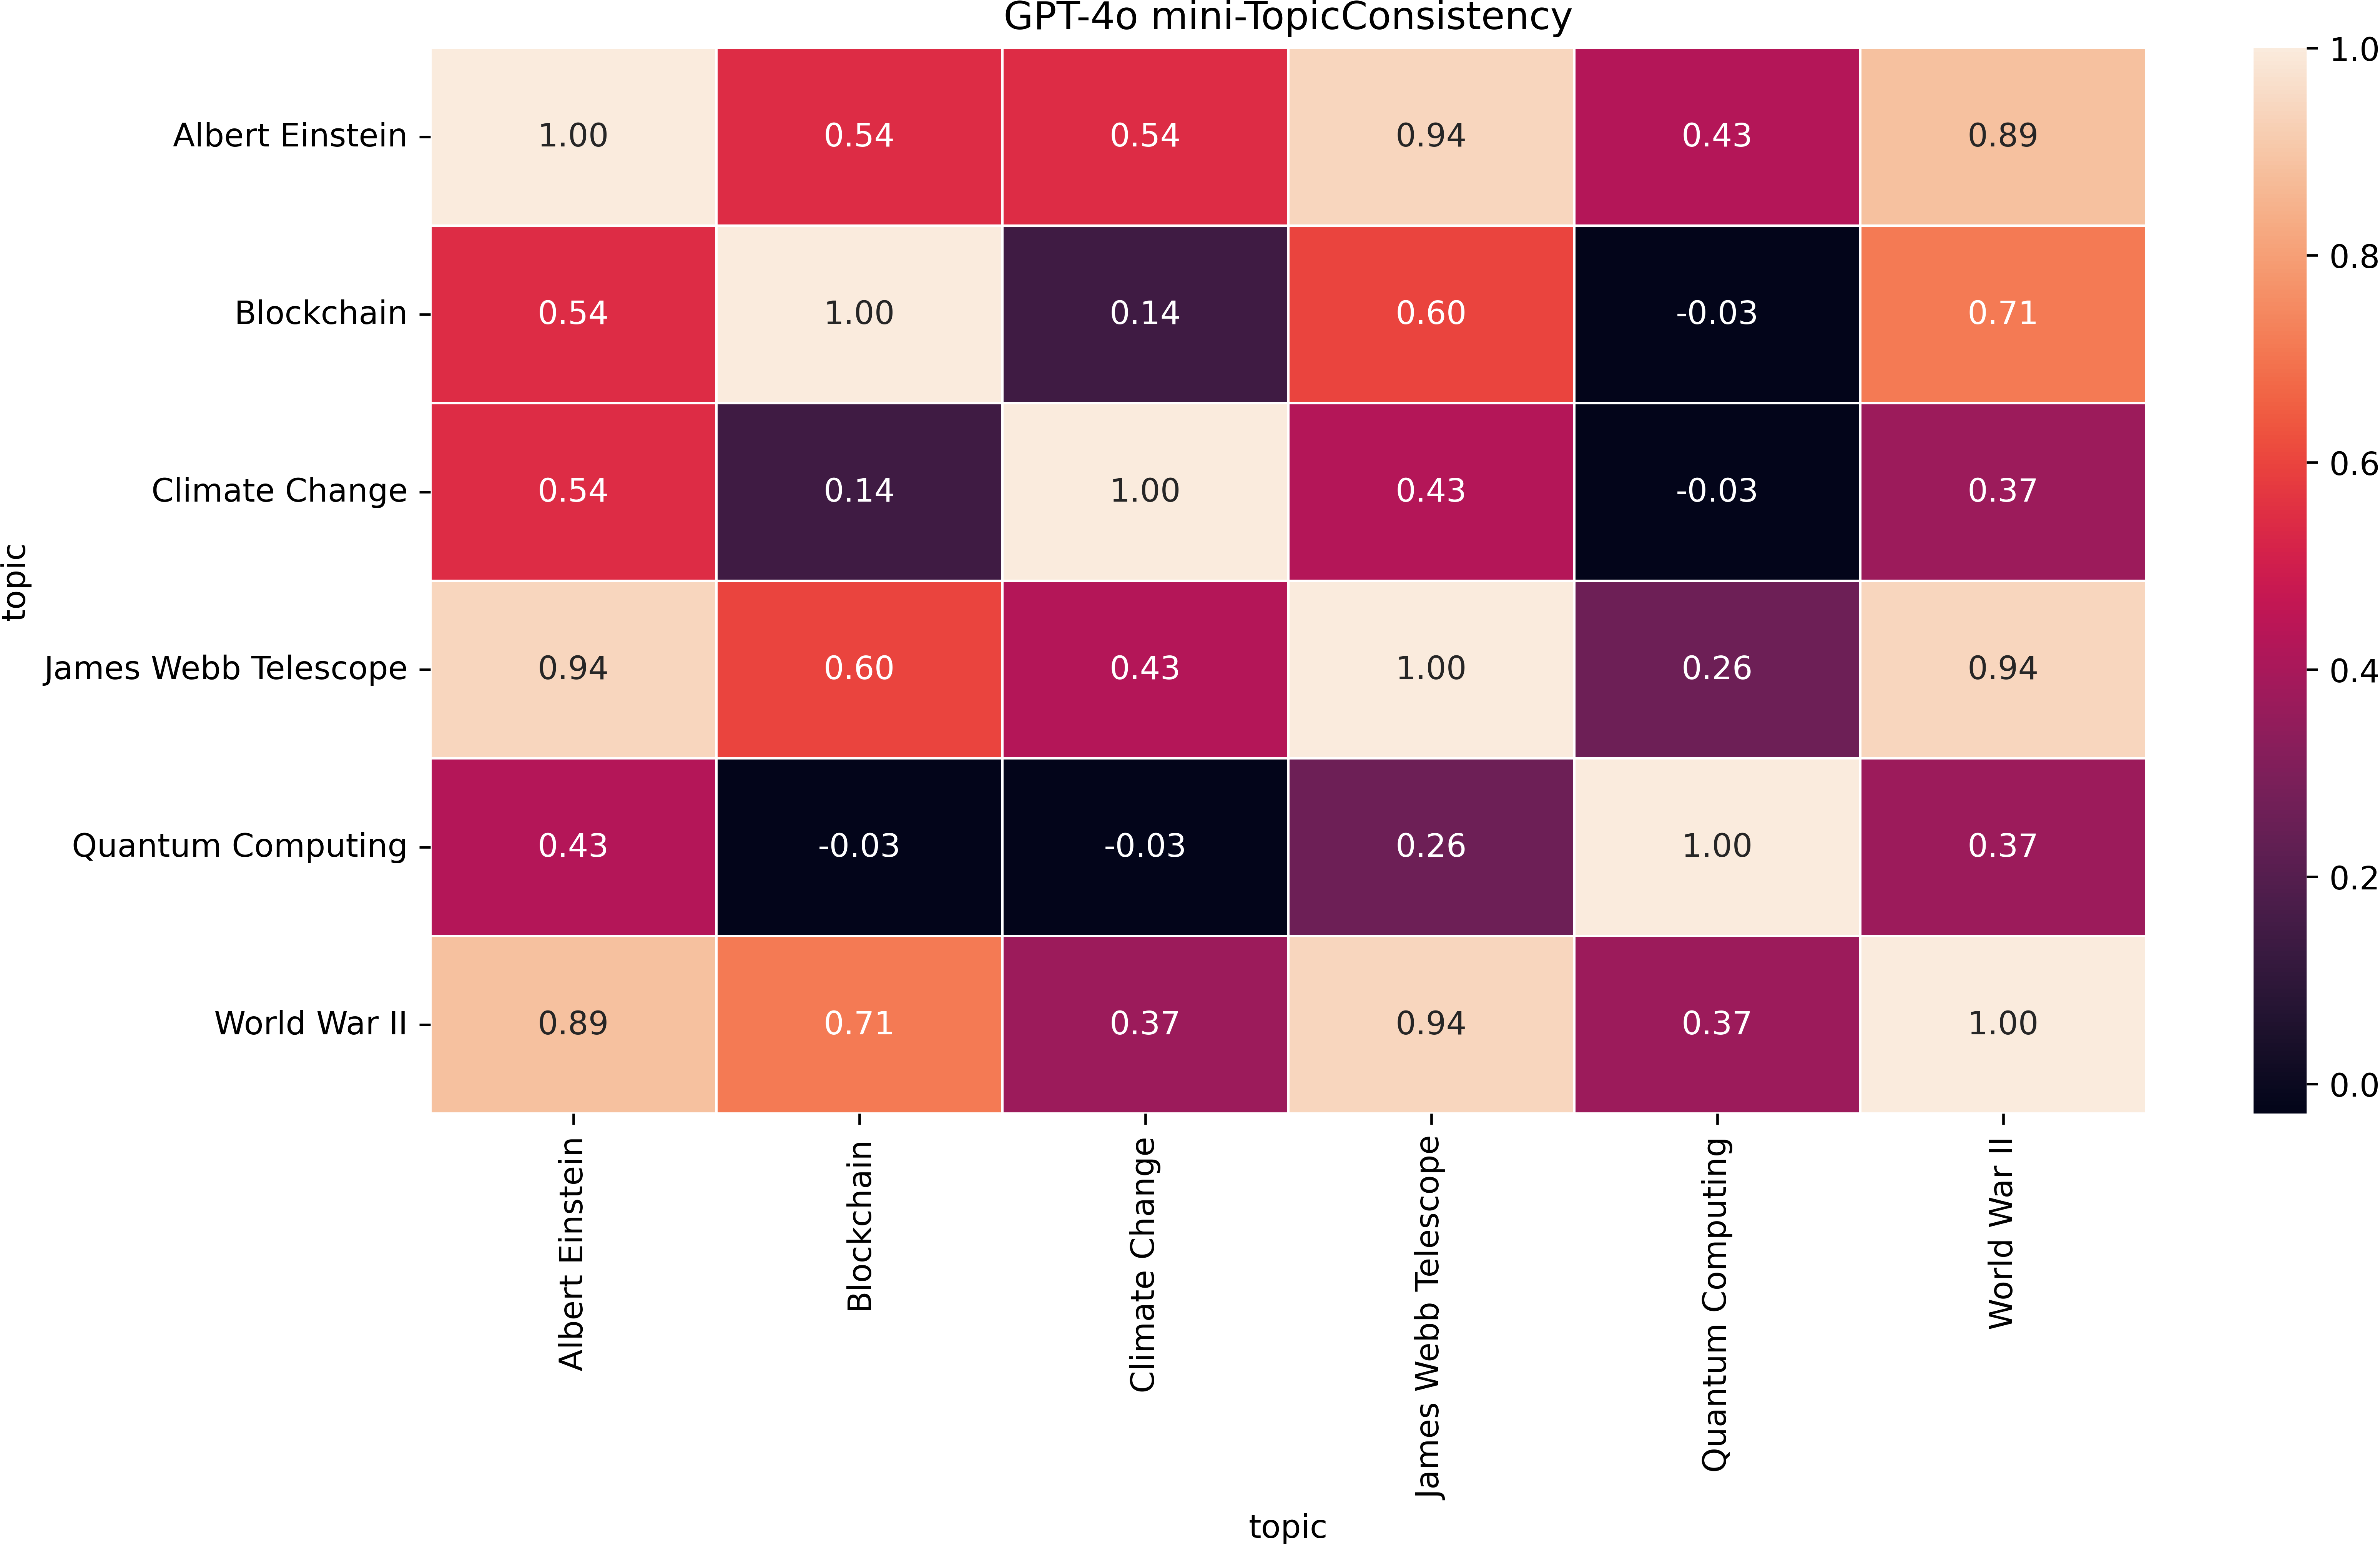 GPT-4o mini-TopicConsistency
Albert Einstein 1.00 0.54 0.54 0.94 0.43 0.89
Blockchain 0.54 1.00 0.14 0.60 -0.03 0.71
Climate Change 0.54 0.14 1.00 0.43 -0.03 0.37
James Webb Telescope 0.94 0.60 0.43 1.00 0.26 0.94
Quantum Computing 0.43 -0.03 -0.03 0.26 1.00 0.37
World War II 0.89 0.71 0.37 0.94 0.37 1.00
topic
Albert Einstein
Blockchain
Climate Change
James Webb Telescope
Quantum Computing
World War II
topic
1.0
0.8
0.6
0.4
0.2
0.0